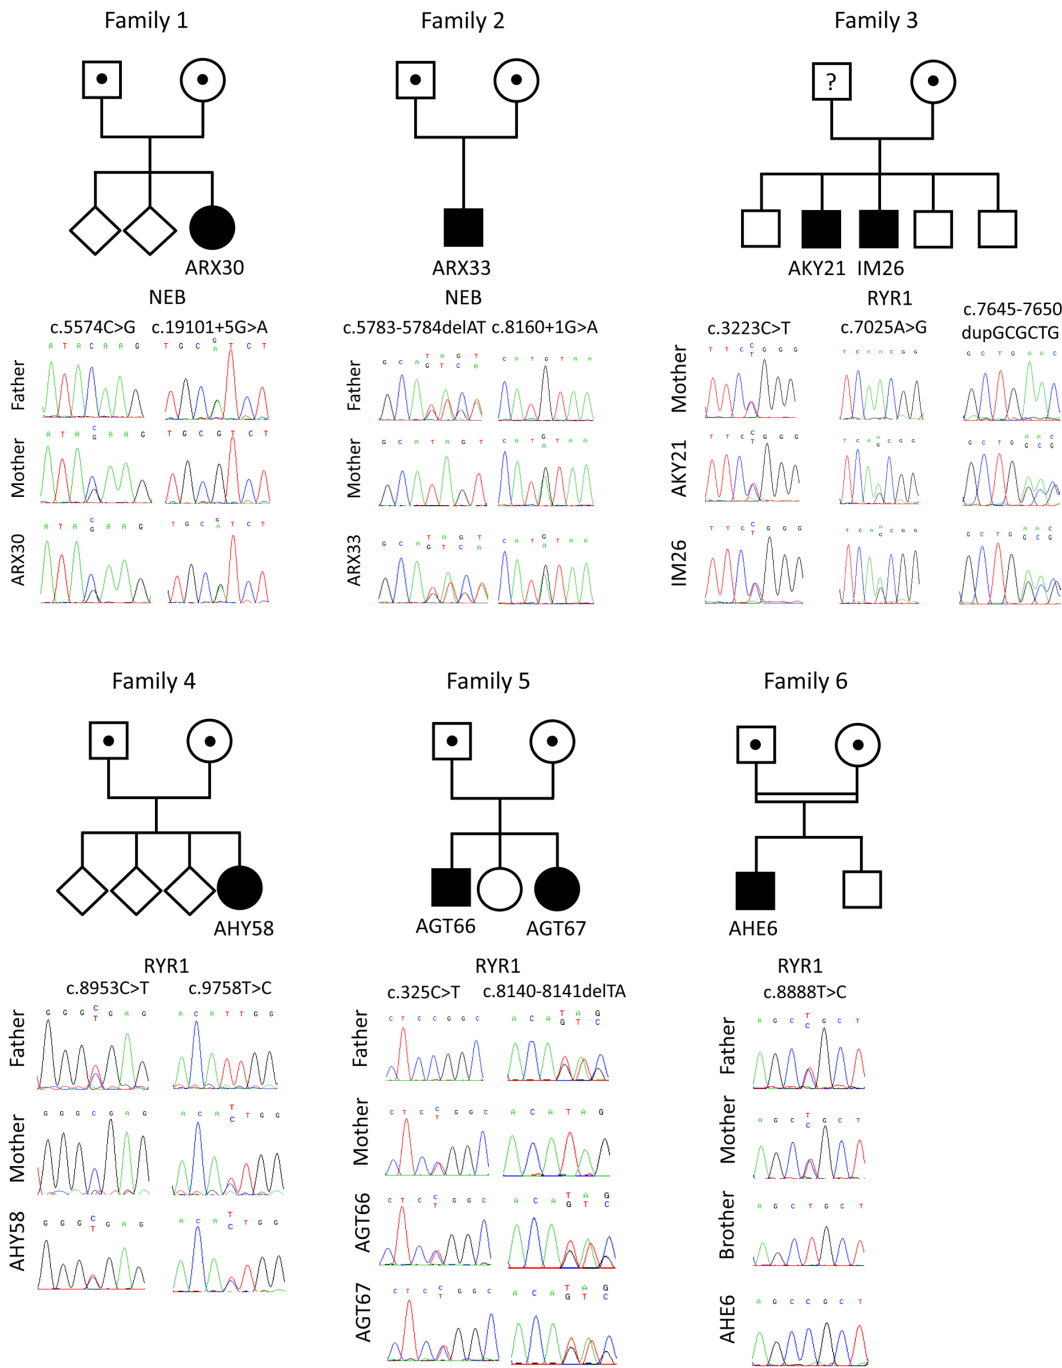 Family 1
Family 2
Family 3
?
ARX30
ARX33
AKY21 IM26
NEB
c.5574C>G c.19101+5G>A
NEB
c.5783-5784delAT c.8160+1G>A
RYR1
c.3223C>T c.7025A>G c.7645-7650
dupGCGCTG
Father
A T A C A A G
T G C G T C T
A
G C A T A G T
G T C A
C A T G T A A
Mother
T T C C G G G
T
T C A A C G G
G C T G A A C
Mother
A T A C A A G
G
T G C G T C T
G C A T A G T
C A T G T A A
A
AKY21
T T C C G G G
T
T C A A C G G
G
G C T G A A C
G C G
ARX30
A T A C A A G
G
T G C G T C T
A
ARX33
G C A T A G T
G T C A
C A T G T A A
A
IM26
T T C C G G G
T
T C A A C G G
G
G C T G A A C
G C G
Family 4
Family 5
Family 6
AHY58
AGT66
AGT67
AHE6
RYR1
c.8953C>T c.9758T>C
RYR1
c.325C>T c.8140-8141delTA
RYR1
c.8888T>C
Father
G G G C G A G
T
A C A T T G G
Father
C T C C G G C
A C A T A G
G T C
Father
A G C T G C T
C
Mother
G G G C G A G
A C A T T G G
C
Mother
C T C C G G C
T
A C A T A G
Mother
A G C T G C T
C
AHY58
G G G C G A G
T
A C A T T G G
C
AGT66
C T C C G G C
T
A C A T A G
G T C
Brother
A G C T G C T
AGT67
C T C C G G C
T
A C A T A G
G T C
AHE6
A G C C G C T